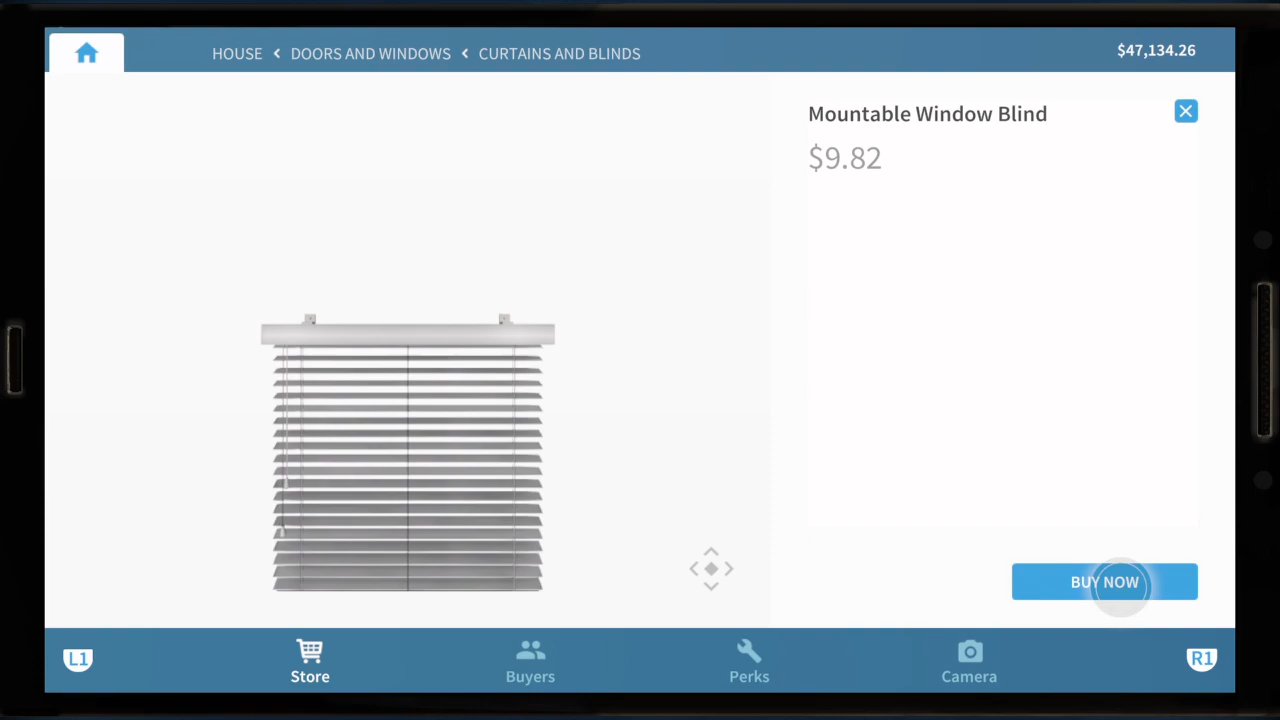 HOUSE < DOORS AND WINDOWS < CURTAINS AND BLINDS
$47,134.26
Mountable Window Blind
$9.82
BUY NOW
L1
Store
Buyers
Perks
Camera
R1